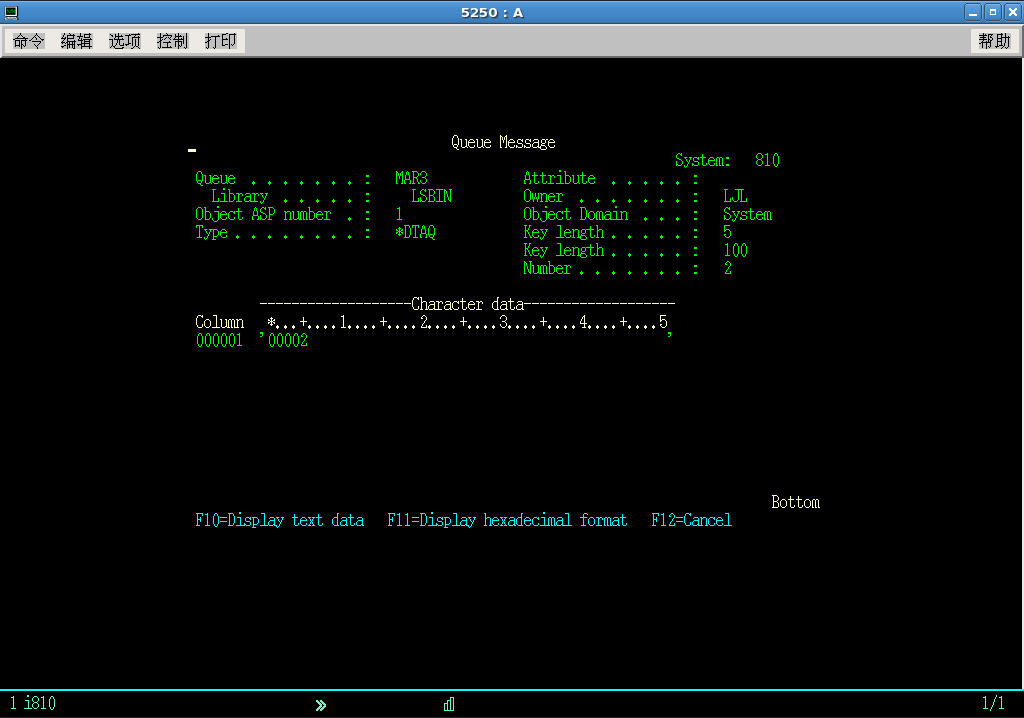 5250 : A
命令 编辑 选项 控制 打印 帮助
Queue Message
System: 810
Queue . . . . . . . : MAR3 Attribute . . . . . :
Library . . . . . : LSBIN Owner . . . . . . . : LJL
Object ASP number . : 1 Object Domain . . . : System
Type . . . . . . . . : *DTAQ Key length . . . . . : 5
Key length . . . . . : 100
Number . . . . . . . : 2
-------------------Character data-------------------
Column *...+....1....+....2....+....3....+....4....+....5
000001 '00002 '
Bottom
F10=Display text data F11=Display hexadecimal format F12=Cancel
1 i810 1/1